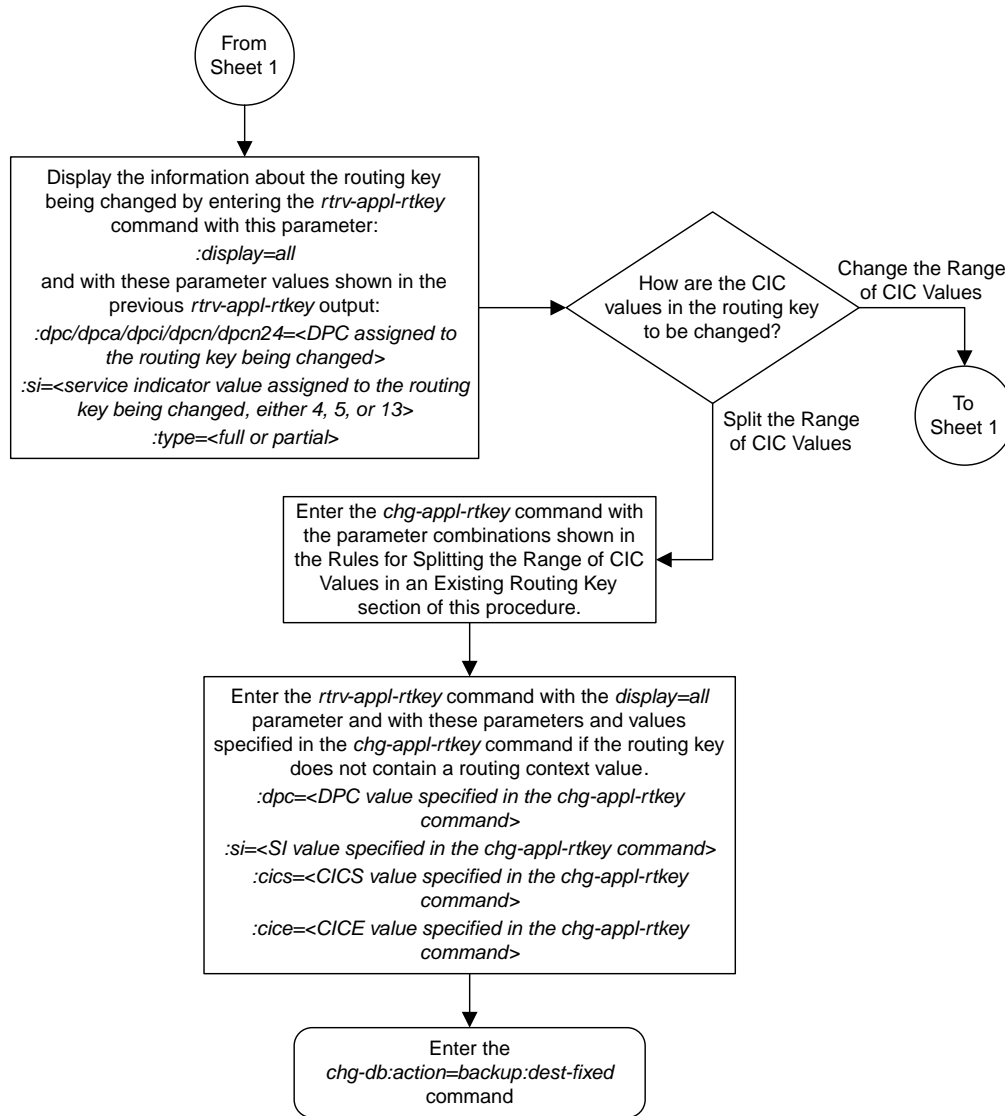 From
Sheet 1
Display the information about the routing key
being changed by entering the rtrv-appl-rtkey
command with this parameter:
:display=all
and with these parameter values shown in the
previous rtrv-appl-rtkey output:
:dpc/dpca/dpci/dpcn/dpcn24=<DPC assigned to
the routing key being changed>
:si=<service indicator value assigned to the routing
key being changed, either 4, 5, or 13>
:type=<full or partial>
How are the CIC
values in the routing key
to be changed?
Change the Range
of CIC Values
To
Sheet 1
Split the Range
of CIC Values
Enter the chg-appl-rtkey command with
the parameter combinations shown in
the Rules for Splitting the Range of CIC
Values in an Existing Routing Key
section of this procedure.
Enter the rtrv-appl-rtkey command with the display=all
parameter and with these parameters and values
specified in the chg-appl-rtkey command if the routing key
does not contain a routing context value.
:dpc=<DPC value specified in the chg-appl-rtkey
command>
:si=<SI value specified in the chg-appl-rtkey command>
:cics=<CICS value specified in the chg-appl-rtkey
command>
:cice=<CICE value specified in the chg-appl-rtkey
command>
Enter the
chg-db:action=backup:dest-fixed
command